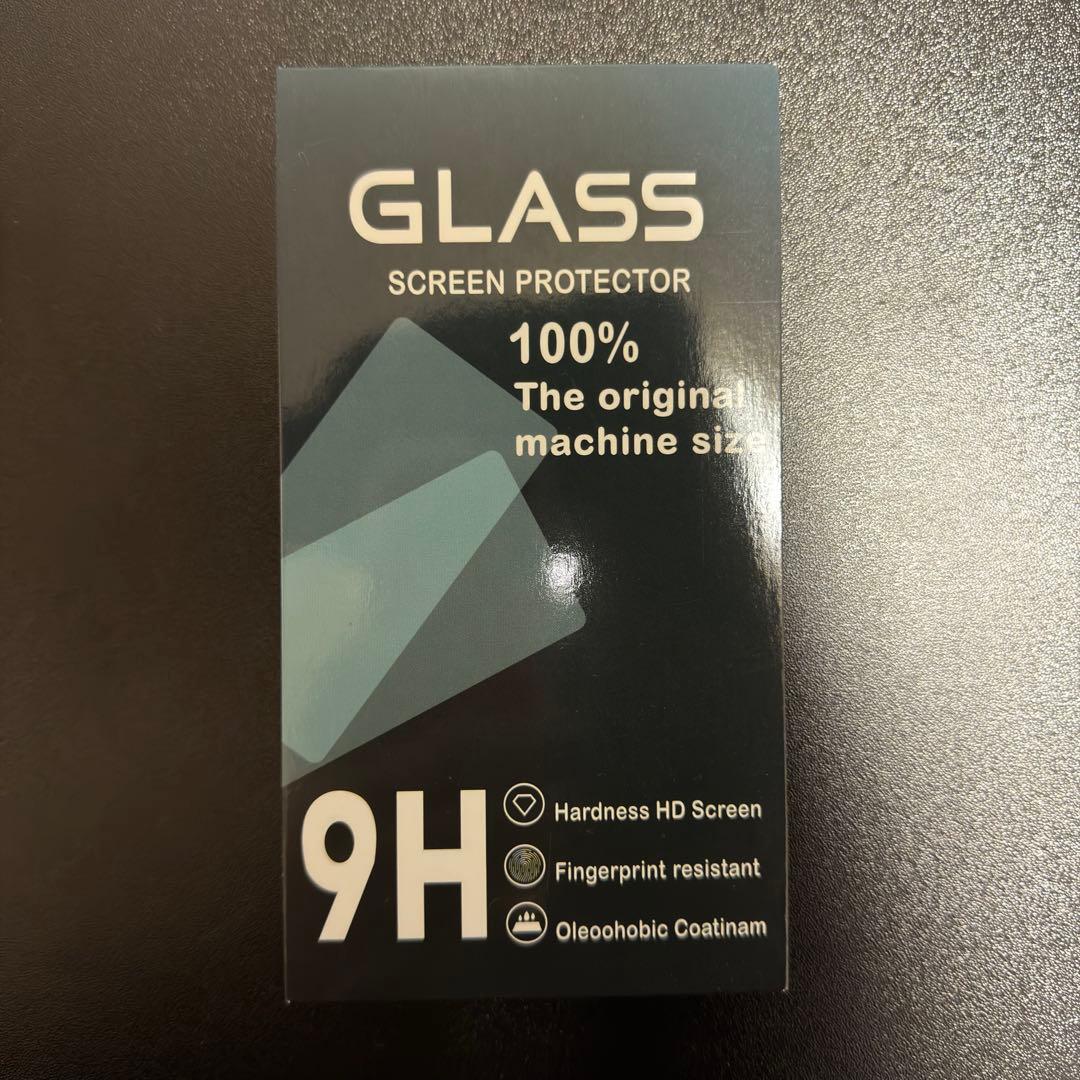 GLASS
SCREEN PROTECTOR
100%
The original
machine size
9H
Hardness HD Screen
Fingerprint resistant
Oleoohobic Coatinam